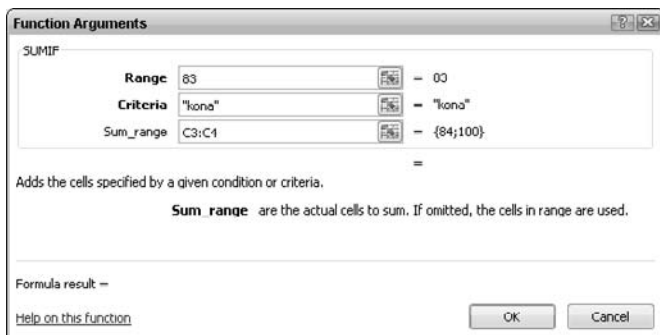 Function Arguments
SUMIF
Range 83 = 83
Criteria "kona" = "kona"
Sum_range C3:C4 = {84;100}
=
Adds the cells specified by a given condition or criteria.
Sum_range are the actual cells to sum. If omitted, the cells in range are used.
Formula result =
Help on this function
OK Cancel